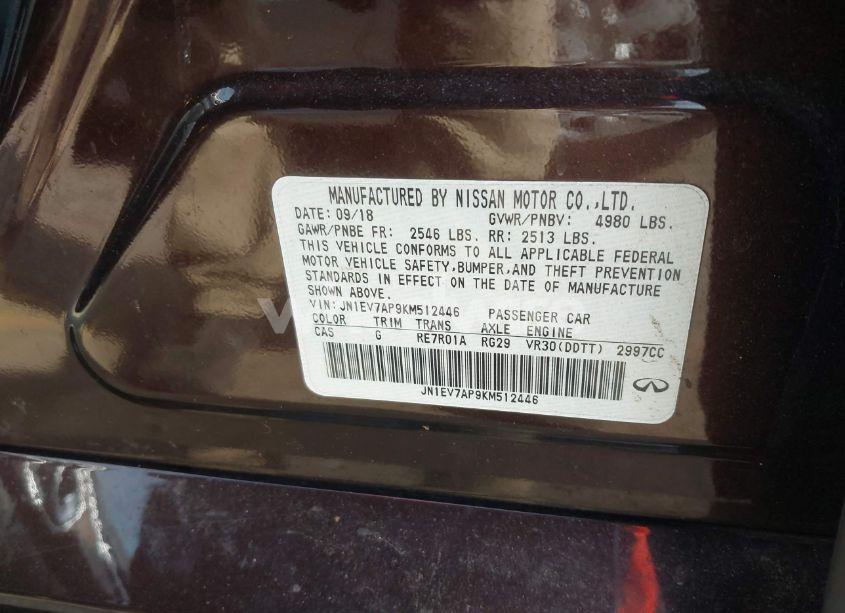 MANUFACTURED BY NISSAN MOTOR CO.,LTD.
DATE: 09/18 GVWR/PNBV: 4980 LBS.
GAWR/PNBE FR: 2546 LBS. RR: 2513 LBS.
THIS VEHICLE CONFORMS TO ALL APPLICABLE FEDERAL
MOTOR VEHICLE SAFETY,BUMPER,AND THEFT PREVENTION
STANDARDS IN EFFECT ON THE DATE OF MANUFACTURE
SHOWN ABOVE.
VIN: JN1EV7AP9KM512446 PASSENGER CAR
COLOR TRIM TRANS AXLE ENGINE
CAS G RE7R01A RG29 VR30(DDTT) 2997CC
JN1EV7AP9KM512446